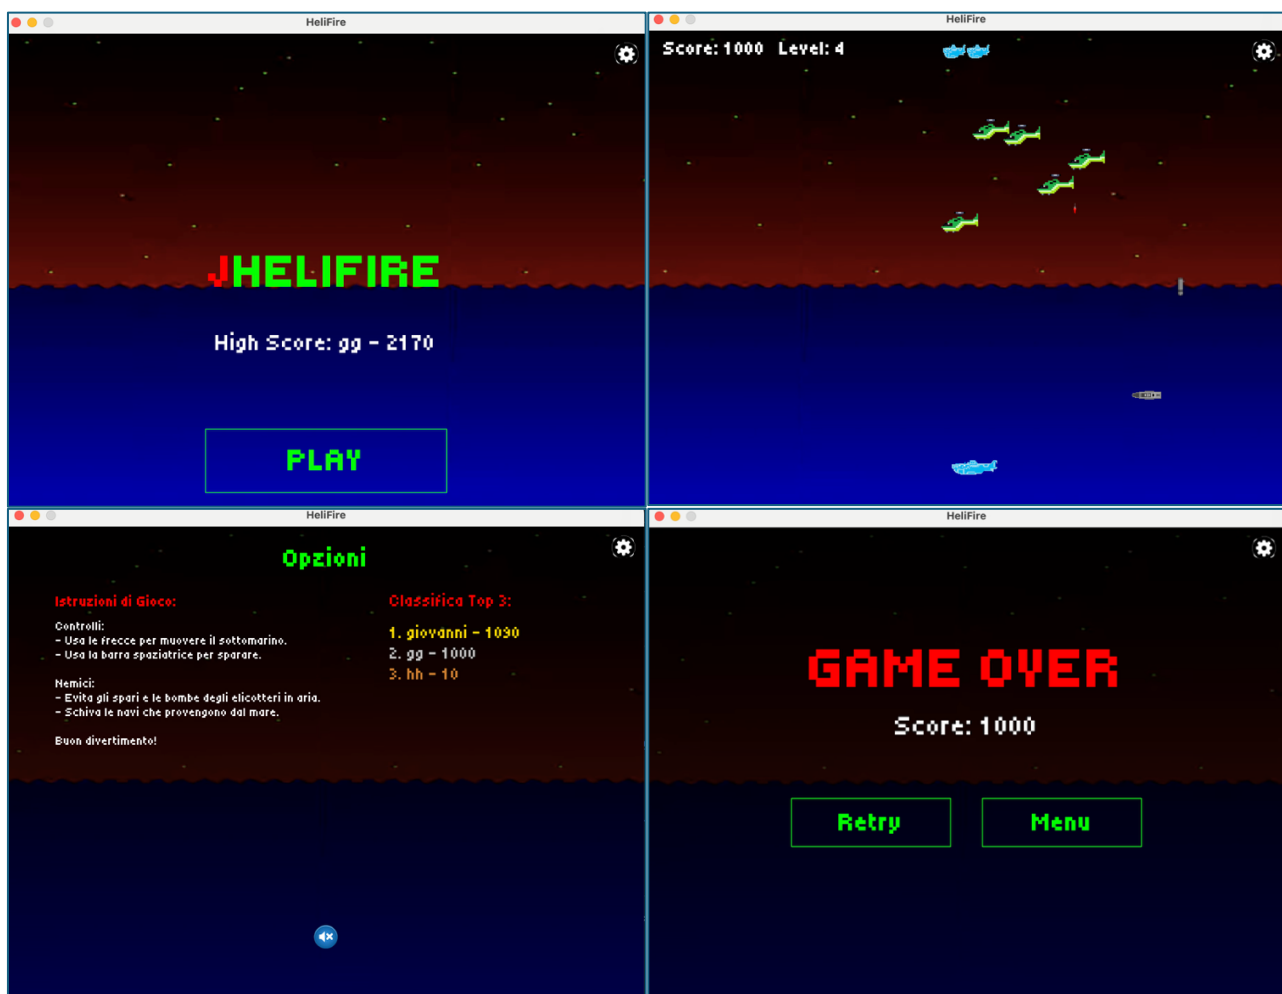 HeliFire
JHELIFIRE
High Score: gg - 2170
PLAY
HeliFire
Score: 1000 Level: 4
HeliFire
Opzioni
Istruzioni di Gioco:
Controlli:
- Usa le frecce per muovere il sottomarino.
- Usa la barra spaziatrice per sparare.
Nemici:
- Evita gli spari e le bombe degli elicotteri in aria.
- Schiva le navi che provengono dal mare.
Buon divertimento!
Classifica Top 3:
1. giovanni - 1090
2. gg - 1000
3. hh - 10
HeliFire
GAME OVER
Score: 1000
Retry
Menu